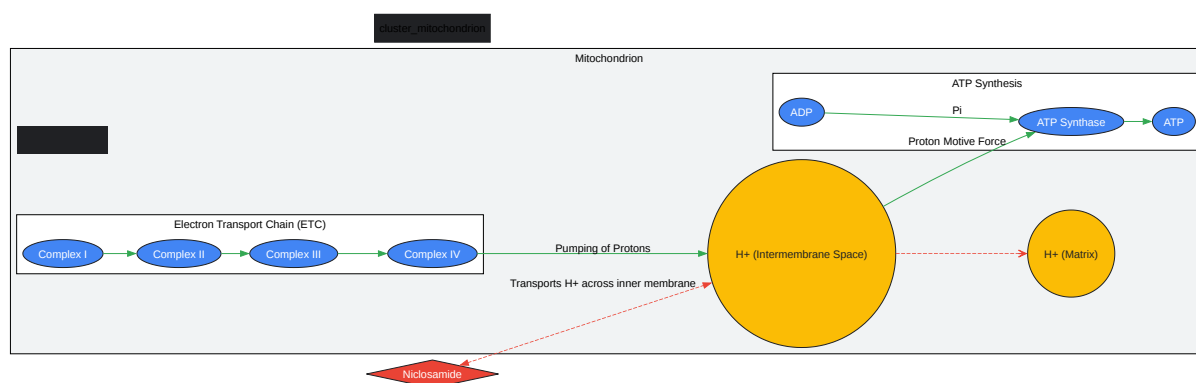 cluster_mitochondrion
Mitochondrion
ATP Synthesis
ADP
Pi
ATP Synthase
ATP
Proton Motive Force
Electron Transport Chain (ETC)
Complex I
Complex II
Complex III
Complex IV
Pumping of Protons
H+ (Intermembrane Space)
H+ (Matrix)
Transports H+ across inner membrane
Niclosamide